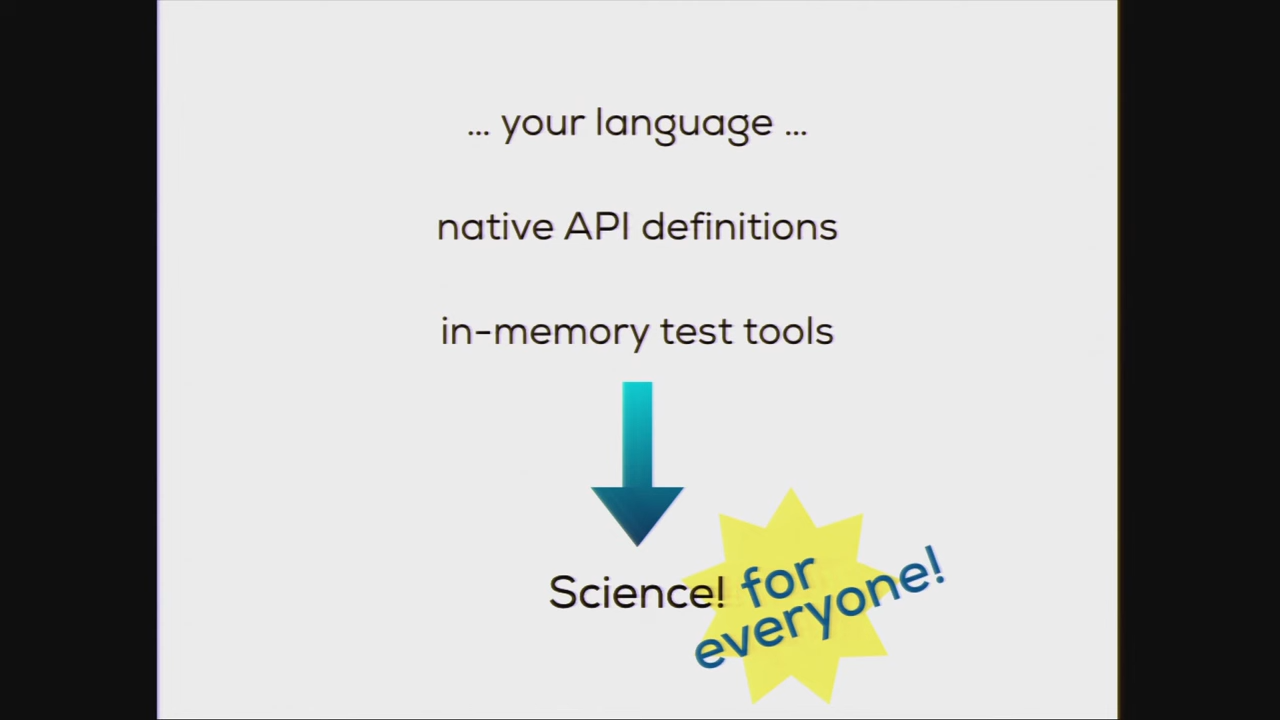 ... your language ...
native API definitions
in-memory test tools
Science!
for
everyone!